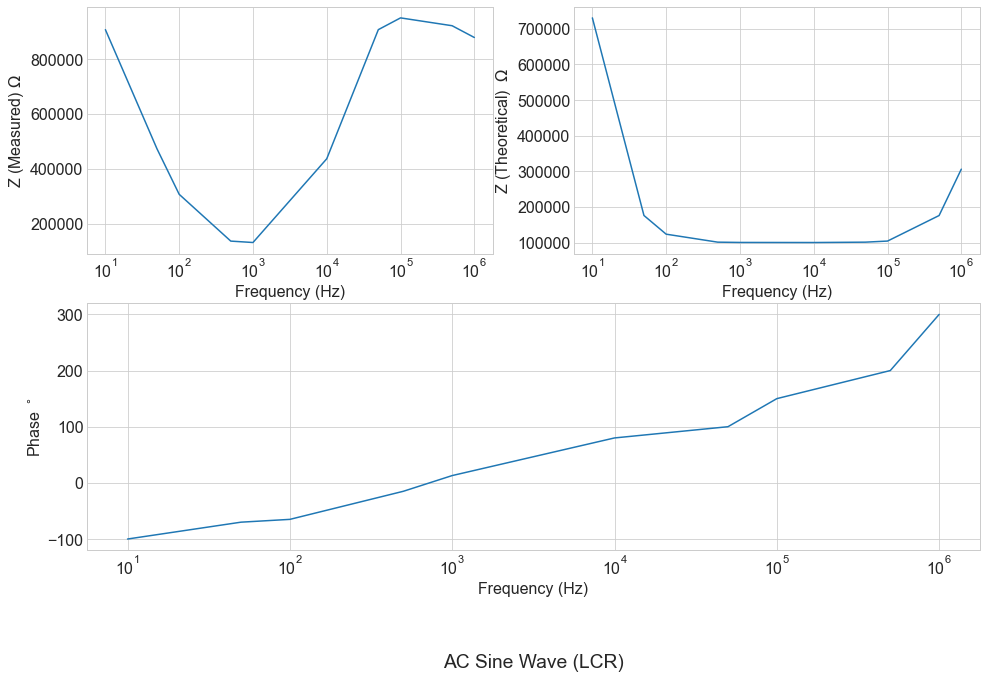 Z (Measured) Ω
800000
600000
400000
200000
10^1 10^2 10^3 10^4 10^5 10^6
Frequency (Hz)
Z (Theoretical) Ω
700000
600000
500000
400000
300000
200000
100000
10^1 10^2 10^3 10^4 10^5 10^6
Frequency (Hz)
Phase °
300
200
100
0
−100
10^1 10^2 10^3 10^4 10^5 10^6
Frequency (Hz)
AC Sine Wave (LCR)